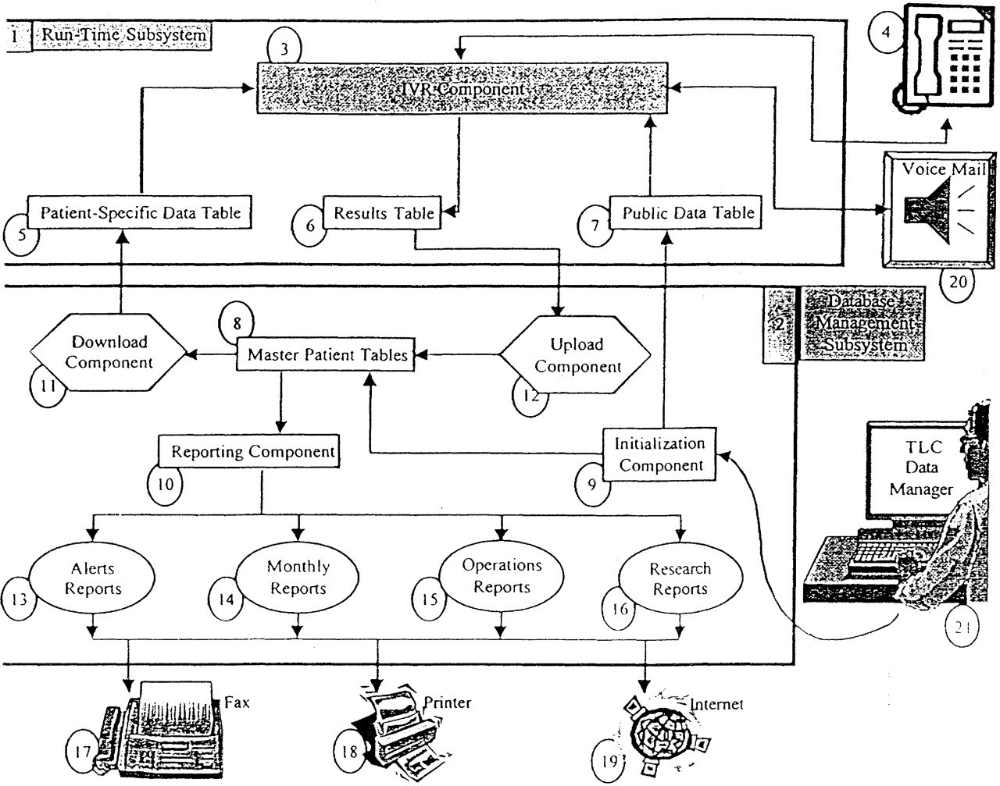 1 Run-Time Subsystem
3
4
IVR Component
Voice Mail
Patient-Specific Data Table
5
Results Table
6
Public Data Table
7
20
2
Database
Management
Subsystem
8
Download
Component
11
Master Patient Tables
Upload
Component
12
Reporting Component
10
Initialization
Component
9
TLC
Data
Manager
21
Alerts
Reports
13
Monthly
Reports
14
Operations
Reports
15
Research
Reports
16
Fax
17
Printer
18
Internet
19